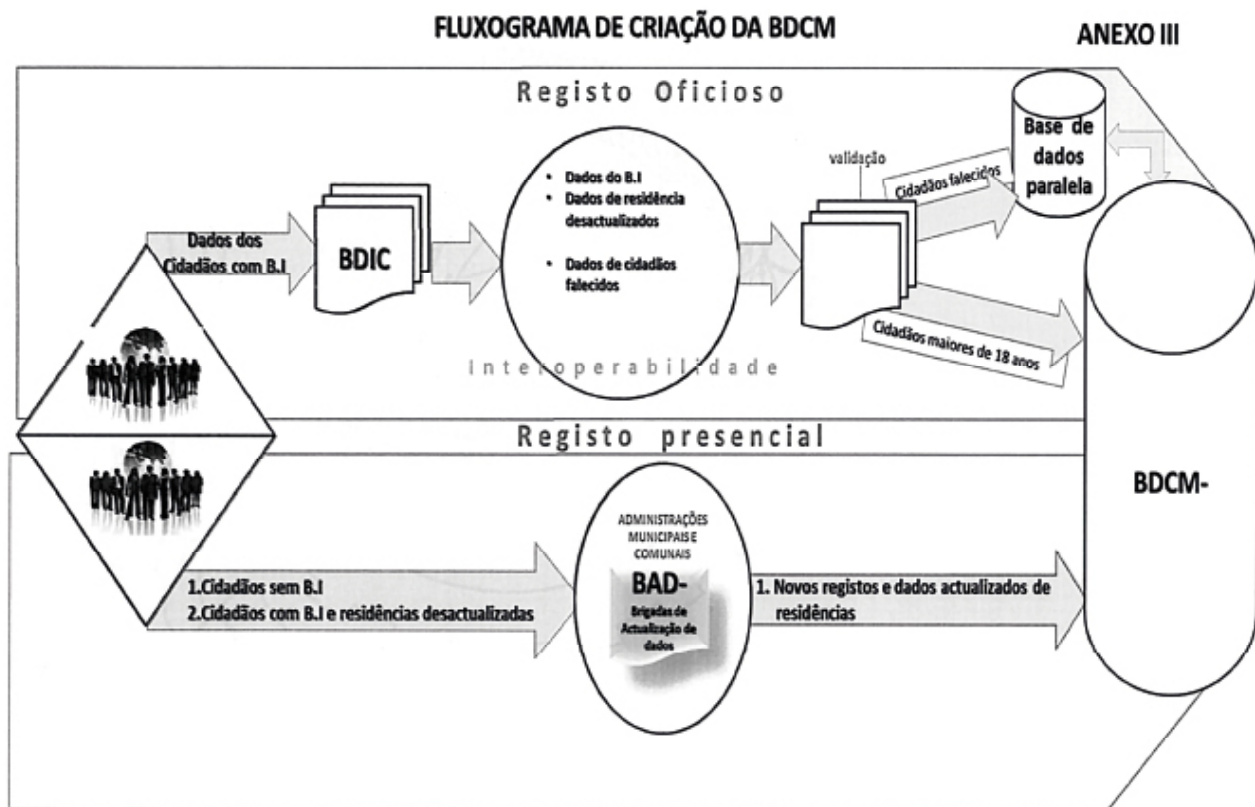 FLUXOGRAMA DE CRIAÇÃO DA BDCM
ANEXO III
Registo Oficioso
Dados dos
Cidadãos com B.I
BDIC
• Dados do B.I
• Dados de residência
desactualizados
• Dados de cidadãos
falecidos
validação
Cidadãos falecidos
Cidadãos maiores de 18 anos
Base de
dados
paralela
Interoperabilidade
Registo presencial
BDCM-
1.Cidadãos sem B.I
2.Cidadãos com B.I e residências desactualizadas
ADMINISTRAÇÕES
MUNICIPAIS E
COMUNAIS
BAD-
Brigadas de
Actualização de
dados
1. Novos registos e dados actualizados de
residências